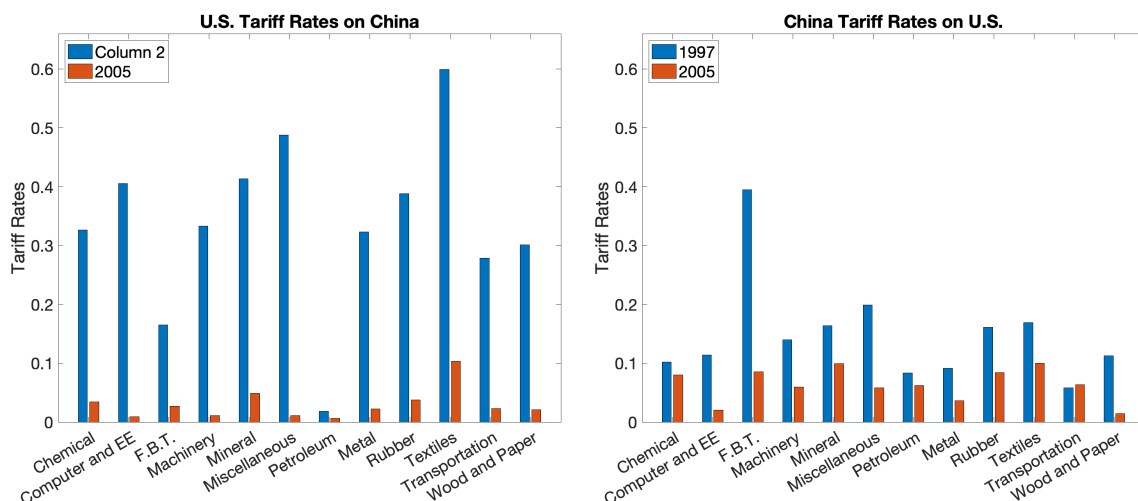 U.S. Tariff Rates on China
Column 2
2005
Tariff Rates
0.6
0.5
0.4
0.3
0.2
0.1
0
Chemical
Computer and EE
F.B.T.
Machinery
Mineral
Miscellaneous
Petroleum
Metal
Rubber
Textiles
Transportation
Wood and Paper
China Tariff Rates on U.S.
1997
2005
Tariff Rates
0.6
0.5
0.4
0.3
0.2
0.1
0
Chemical
Computer and EE
F.B.T.
Machinery
Mineral
Miscellaneous
Petroleum
Metal
Rubber
Textiles
Transportation
Wood and Paper